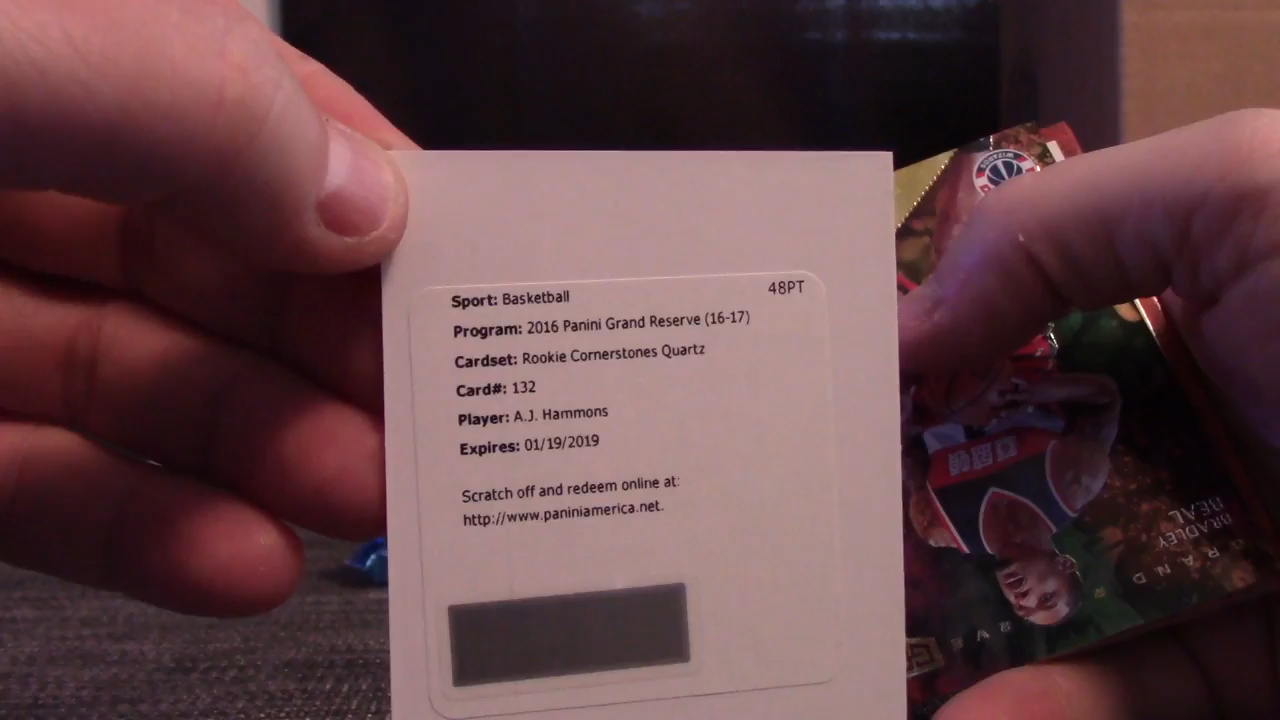 48PT
Sport: Basketball
Program: 2016 Panini Grand Reserve (16-17)
Cardset: Rookie Cornerstones Quartz
Card#: 132
Player: A.J. Hammons
Expires: 01/19/2019
Scratch off and redeem online at:
http://www.paniniamerica.net.
WIZARDS
BRADLEY
BEAL